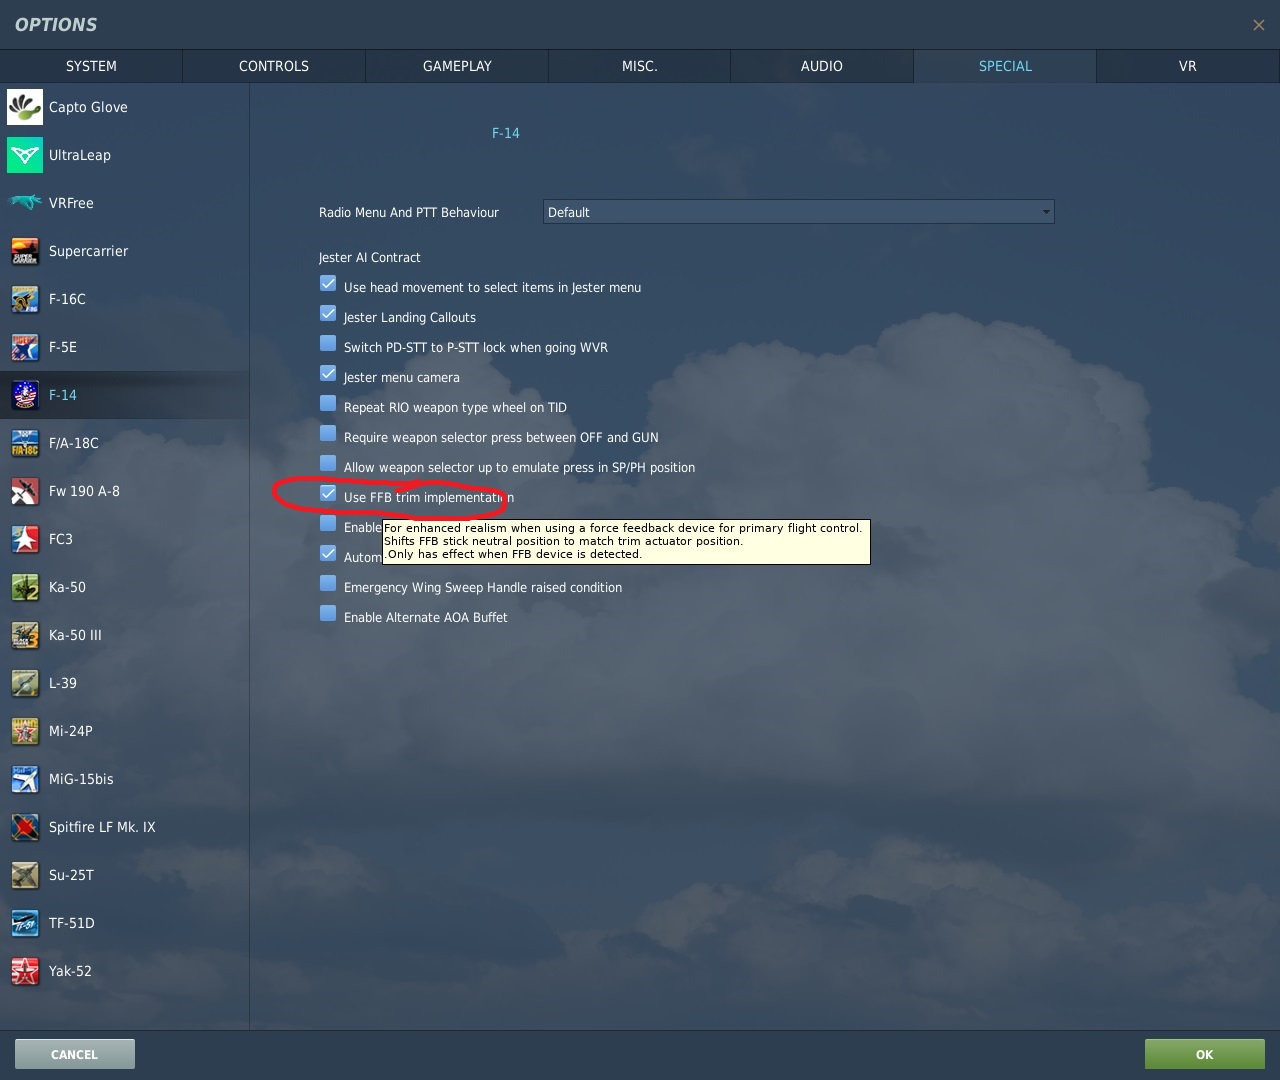 OPTIONS
SYSTEM CONTROLS GAMEPLAY MISC. AUDIO SPECIAL VR
Capto Glove
UltraLeap
VRFree
Supercarrier
F-16C
F-5E
F-14
F/A-18C
Fw 190 A-8
FC3
Ka-50
Ka-50 III
L-39
Mi-24P
MiG-15bis
Spitfire LF Mk. IX
Su-25T
TF-51D
Yak-52
F-14
Radio Menu And PTT Behaviour Default
Jester AI Contract
Use head movement to select items in Jester menu
Jester Landing Callouts
Switch PD-STT to P-STT lock when going WVR
Jester menu camera
Repeat RIO weapon type wheel on TID
Require weapon selector press between OFF and GUN
Allow weapon selector up to emulate press in SP/PH position
Use FFB trim implementation
Enable
For enhanced realism when using a force feedback device for primary flight control.
Shifts FFB stick neutral position to match trim actuator position.
.Only has effect when FFB device is detected.
Autom
Emergency Wing Sweep Handle raised condition
Enable Alternate AOA Buffet
CANCEL OK